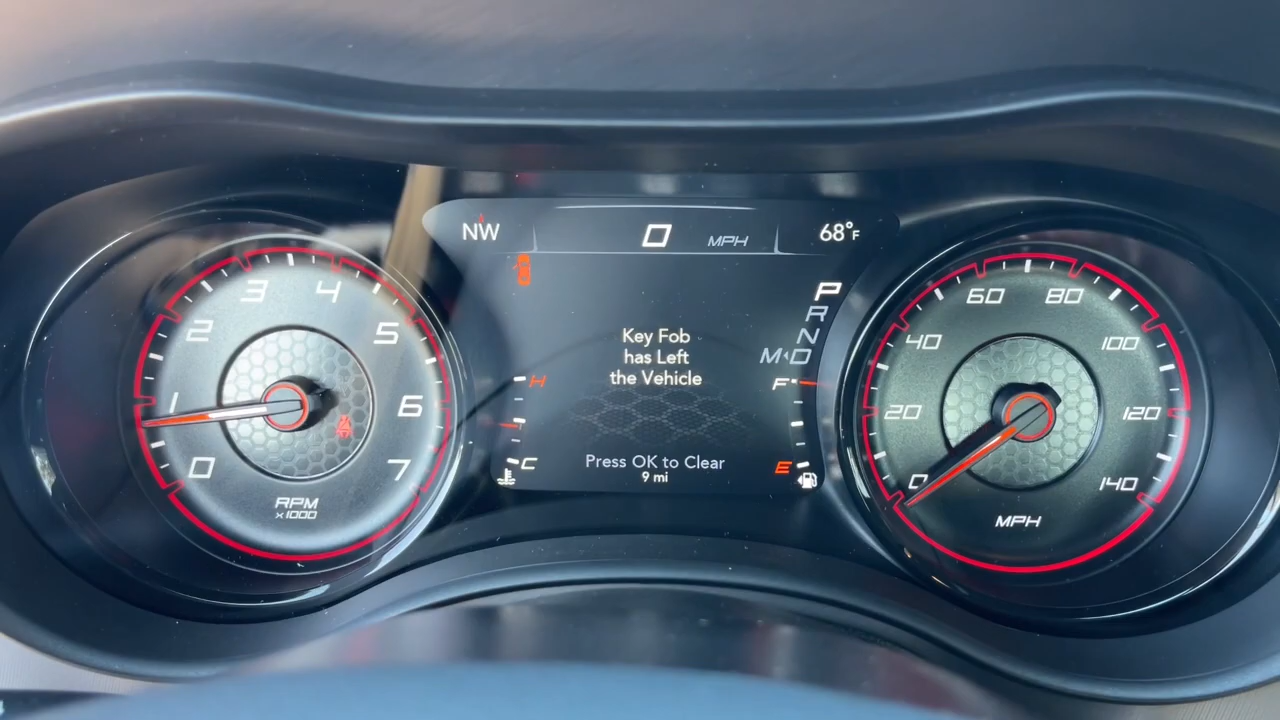 NW
0 MPH
68°F
P
R
N
M D
Key Fob
has Left
the Vehicle
Press OK to Clear
9 mi
H
C
F
E
0
1
2
3
4
5
6
7
RPM
x1000
0
20
40
60
80
100
120
140
MPH